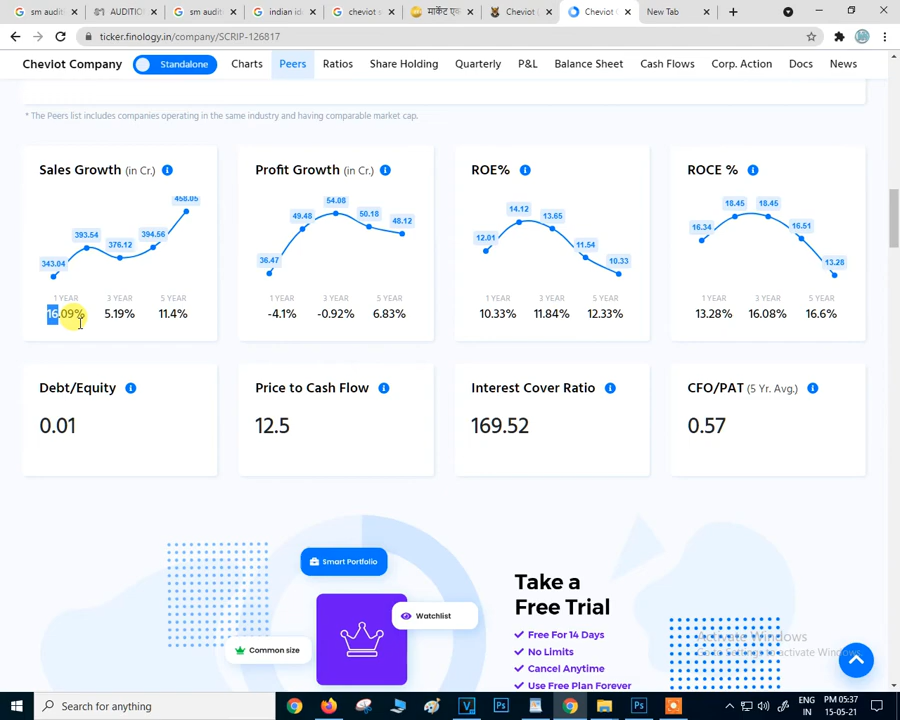 sm audit
AUDITIO
sm audit
indian id
cheviot s
मार्केट एक
Cheviot
Cheviot
New Tab
ticker.finology.in/company/SCRIP-126817
Cheviot Company Standalone Charts Peers Ratios Share Holding Quarterly P&L Balance Sheet Cash Flows Corp. Action Docs News
* The Peers list includes companies operating in the same industry and having comparable market cap.
Sales Growth (in Cr.)
343.04 393.54 376.12 394.56 458.05
1 YEAR 3 YEAR 5 YEAR
16.09% 5.19% 11.4%
Profit Growth (in Cr.)
36.47 49.48 54.08 50.18 48.12
1 YEAR 3 YEAR 5 YEAR
-4.1% -0.92% 6.83%
ROE%
12.01 14.12 13.65 11.54 10.33
1 YEAR 3 YEAR 5 YEAR
10.33% 11.84% 12.33%
ROCE %
16.34 18.45 18.45 16.51 13.28
1 YEAR 3 YEAR 5 YEAR
13.28% 16.08% 16.6%
Debt/Equity
0.01
Price to Cash Flow
12.5
Interest Cover Ratio
169.52
CFO/PAT (5 Yr. Avg.)
0.57
Smart Portfolio
Watchlist
Common size
Take a
Free Trial
Free For 14 Days
No Limits
Cancel Anytime
Use Free Plan Forever
Activate Windows
Go to Settings to activate Windows.
Search for anything
ENG PM 05:37
IN 15-05-21